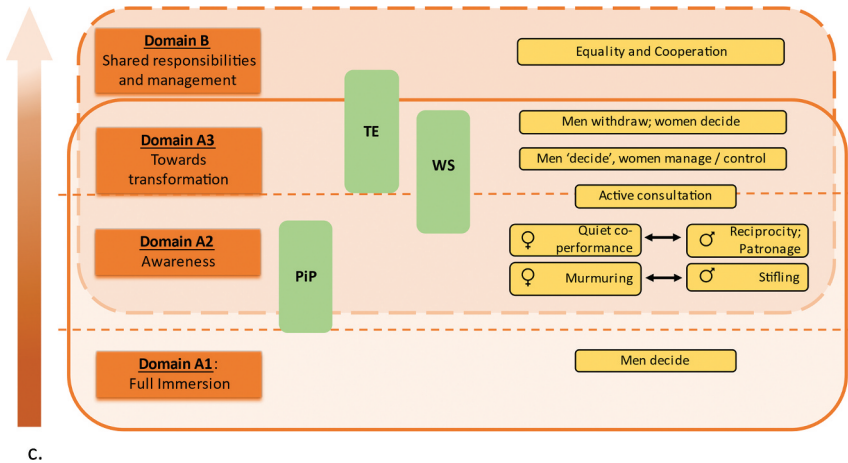 Domain B
Shared responsibilities
and management
Equality and Cooperation
TE
Domain A3
Towards
transformation
Men withdraw; women decide
WS
Men ‘decide’, women manage / control
Active consultation
Domain A2
Awareness
♀ Quiet co-
performance
♂ Reciprocity;
Patronage
PiP
♀ Murmuring
♂ Stifling
Domain A1:
Full Immersion
Men decide
c.